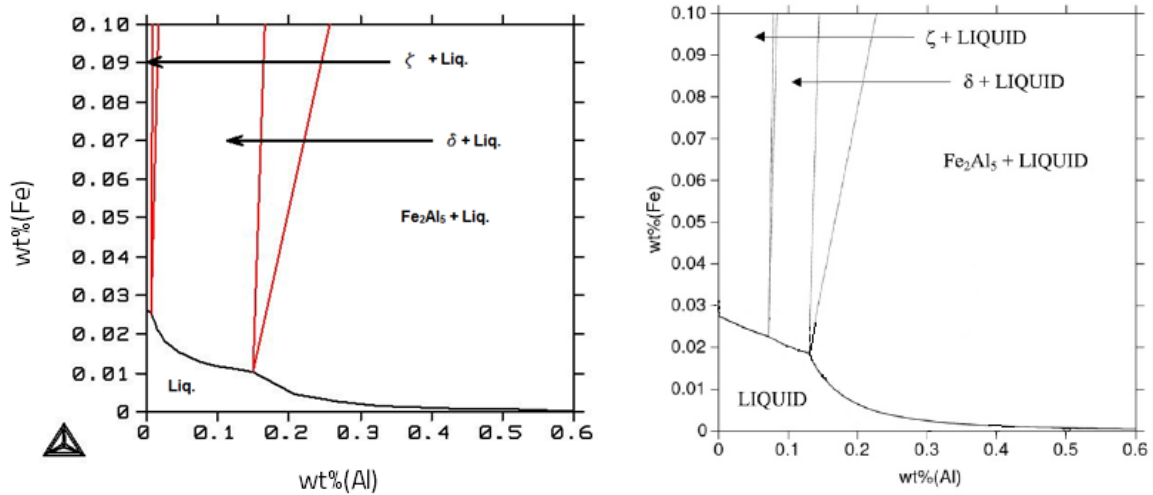 0.10
0.09
0.08
0.07
0.06
0.05
0.04
0.03
0.02
0.01
0
wt%(Fe)
ζ + Liq.
δ + Liq.
Fe₂Al₅ + Liq.
Liq.
0 0.1 0.2 0.3 0.4 0.5 0.6
wt%(Al)
0.10
0.09
0.08
0.07
0.06
0.05
0.04
0.03
0.02
0.01
0
wt%(Fe)
ζ + LIQUID
δ + LIQUID
Fe₂Al₅ + LIQUID
LIQUID
0 0.1 0.2 0.3 0.4 0.5 0.6
wt%(Al)